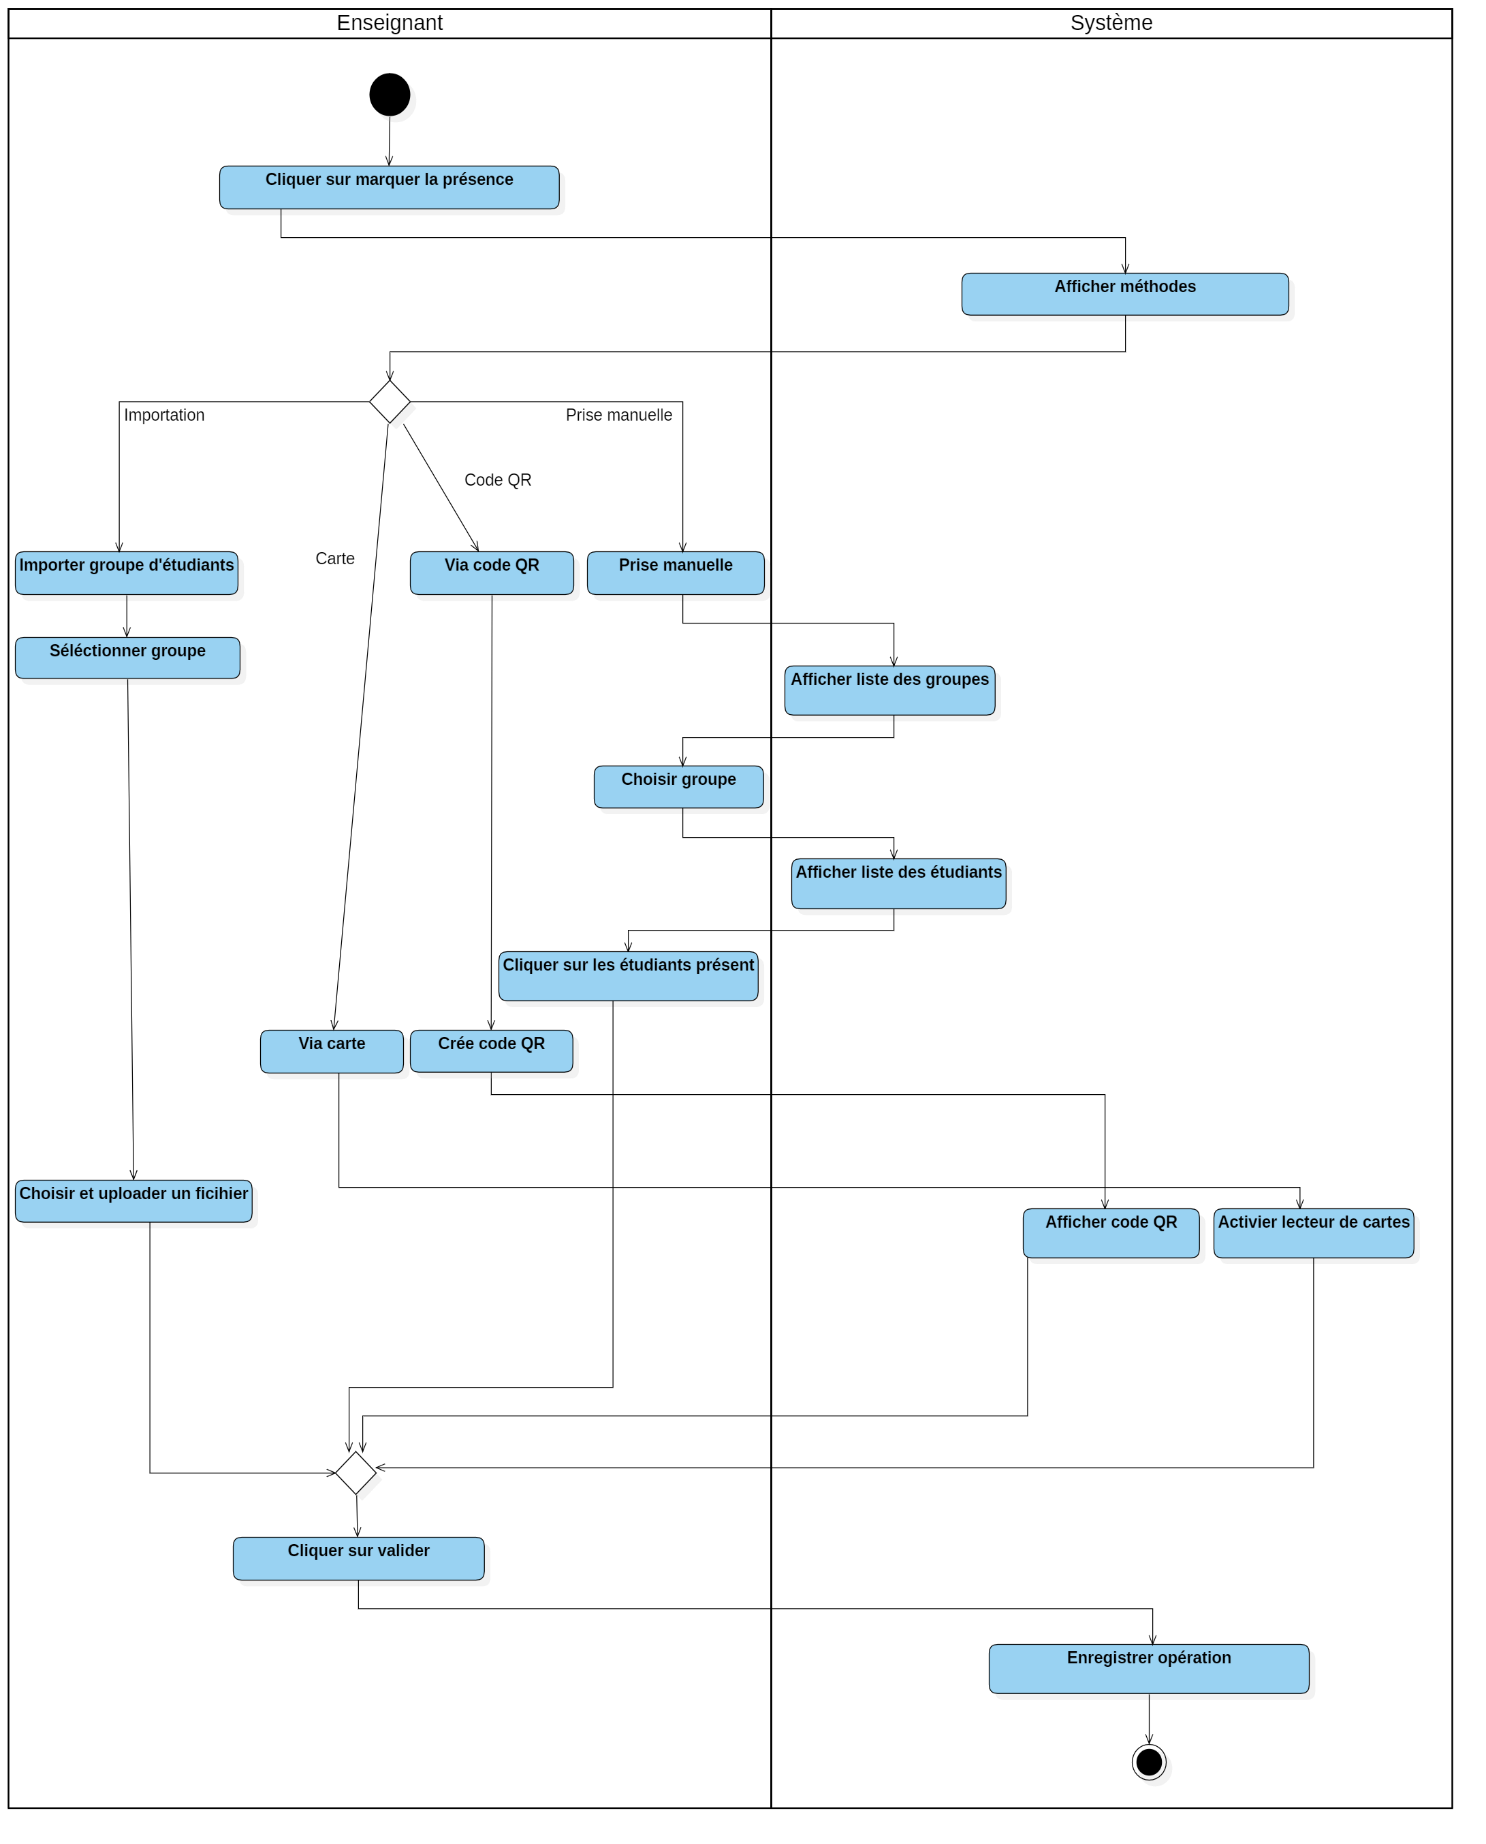 Enseignant
Système
Cliquer sur marquer la présence
Afficher méthodes
Importation
Prise manuelle
Code QR
Carte
Importer groupe d'étudiants
Via code QR
Prise manuelle
Séléctionner groupe
Afficher liste des groupes
Choisir groupe
Afficher liste des étudiants
Cliquer sur les étudiants présent
Via carte
Crée code QR
Choisir et uploader un ficihier
Afficher code QR
Activier lecteur de cartes
Cliquer sur valider
Enregistrer opération